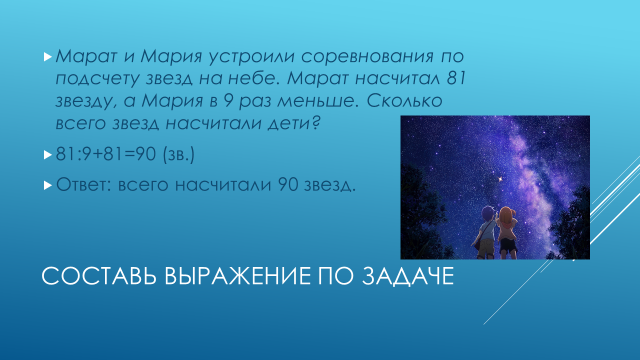 Марат и Мария устроили соревнования по
подсчету звезд на небе. Марат насчитал 81
звезду, а Мария в 9 раз меньше. Сколько
всего звезд насчитали дети?
81:9+81=90 (зв.)
Ответ: всего насчитали 90 звезд.
СОСТАВЬ ВЫРАЖЕНИЕ ПО ЗАДАЧЕ